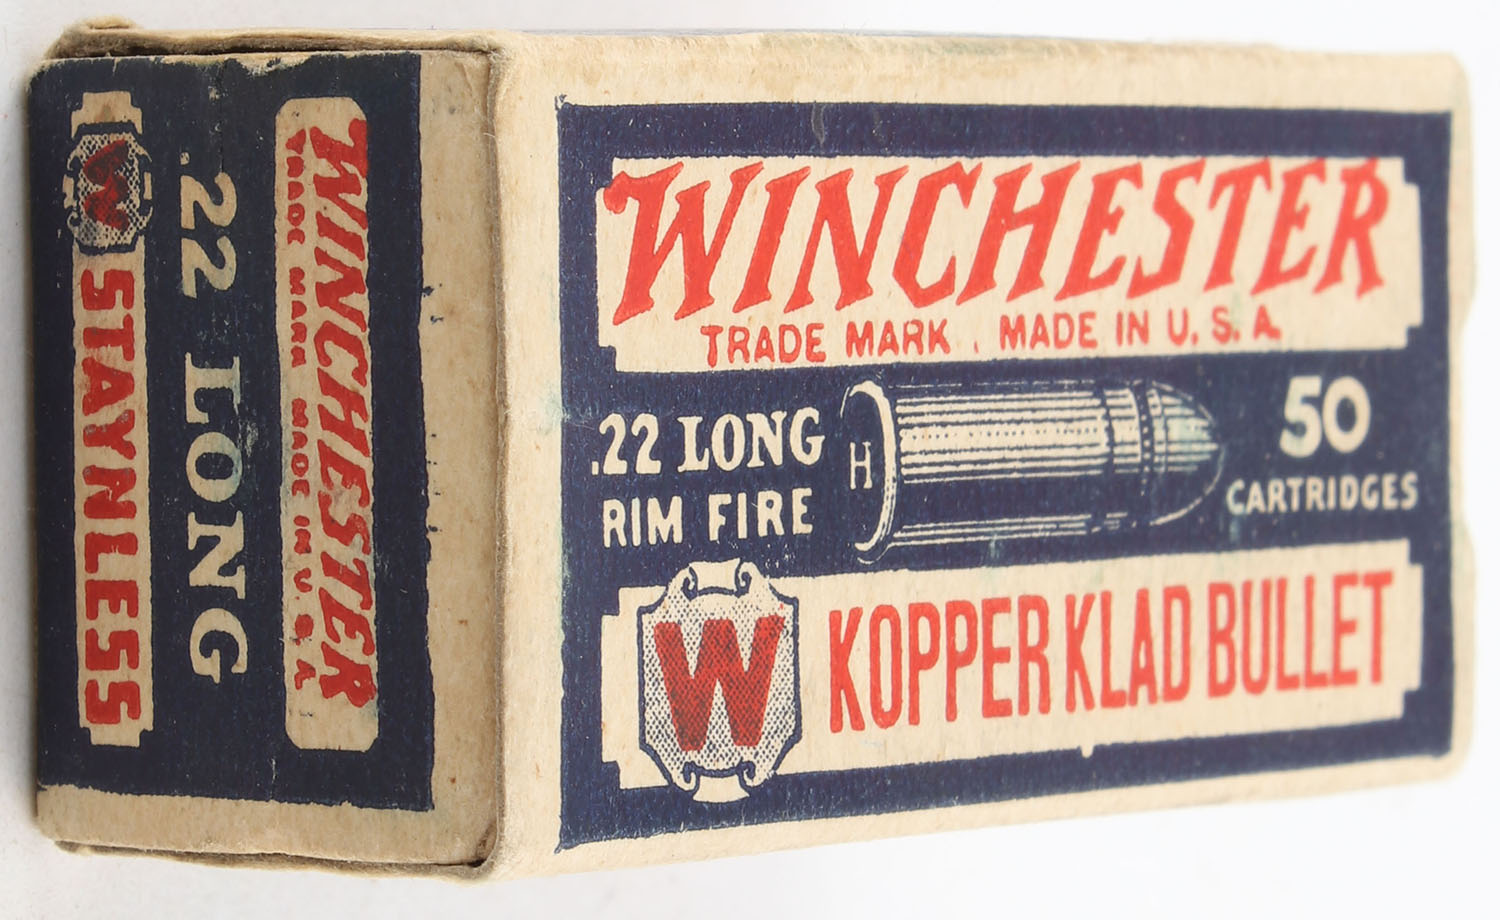 WINCHESTER
TRADE MARK . MADE IN U. S. A.
.22 LONG
RIM FIRE
H
50
CARTRIDGES
W
KOPPER KLAD BULLET
WINCHESTER
TRADE MARK MADE IN U. S. A.
.22 LONG
W
STAYNLESS